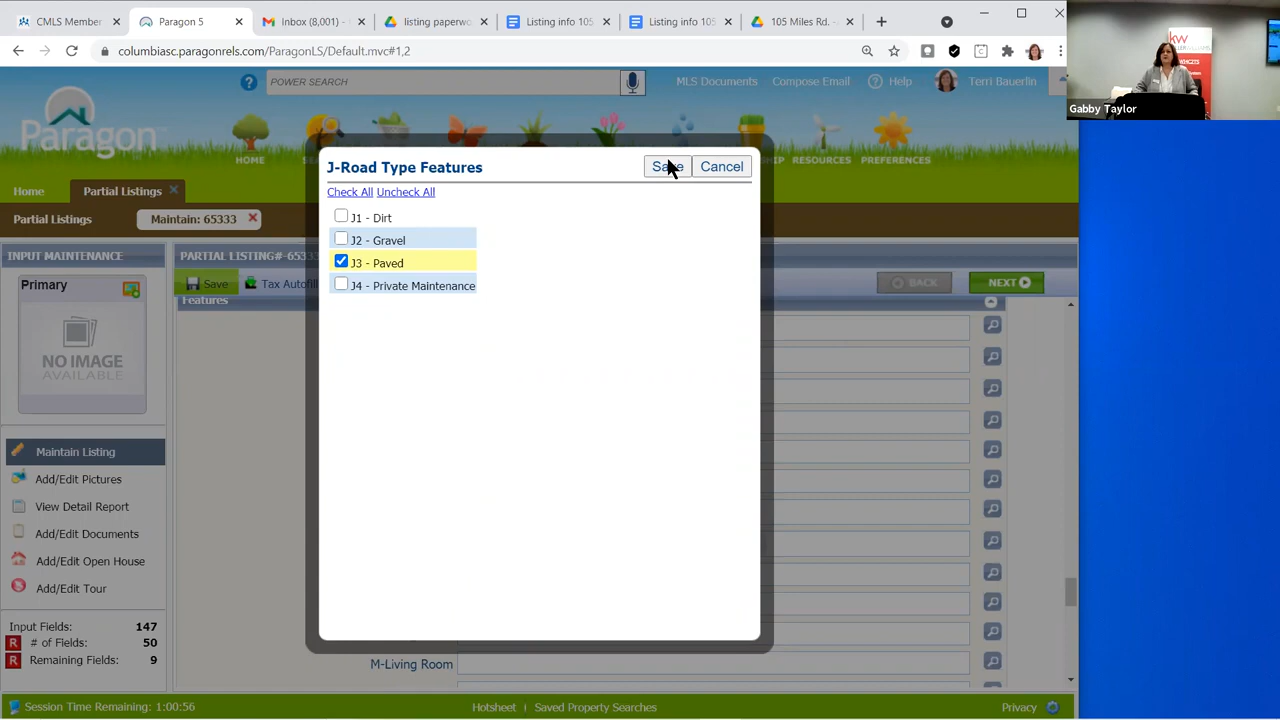 CMLS Member
Paragon 5
Inbox (8,001) -
listing paperwo
Listing info 105
Listing info 105
105 Miles Rd. -
columbiasc.paragonrels.com/ParagonLS/Default.mvc#1,2
kw
Gabby Taylor
Paragon
POWER SEARCH
MLS Documents
Compose Email
Help
Terri Bauerlin
HOME
RESOURCES
PREFERENCES
Home
Partial Listings
Partial Listings
Maintain: 65333
INPUT MAINTENANCE
PARTIAL LISTING#-65333
Primary
NO IMAGE
AVAILABLE
Save
Tax Autofill
BACK
NEXT
Features
J-Road Type Features
Save
Cancel
Check All
Uncheck All
J1 - Dirt
J2 - Gravel
J3 - Paved
J4 - Private Maintenance
Maintain Listing
Add/Edit Pictures
View Detail Report
Add/Edit Documents
Add/Edit Open House
Add/Edit Tour
Input Fields: 147
R # of Fields: 50
R Remaining Fields: 9
M-Living Room
Session Time Remaining: 1:00:56
Hotsheet
Saved Property Searches
Privacy